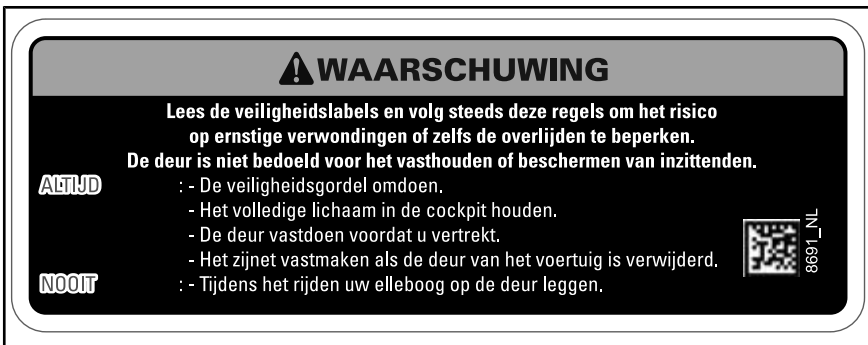 WAARSCHUWING
Lees de veiligheidslabels en volg steeds deze regels om het risico
op ernstige verwondingen of zelfs de overlijden te beperken.
De deur is niet bedoeld voor het vasthouden of beschermen van inzittenden.
ALTIJD : - De veiligheidsgordel omdoen.
- Het volledige lichaam in de cockpit houden.
- De deur vastdoen voordat u vertrekt.
- Het zijnet vastmaken als de deur van het voertuig is verwijderd.
NOOIT : - Tijdens het rijden uw elleboog op de deur leggen.
8691_NL